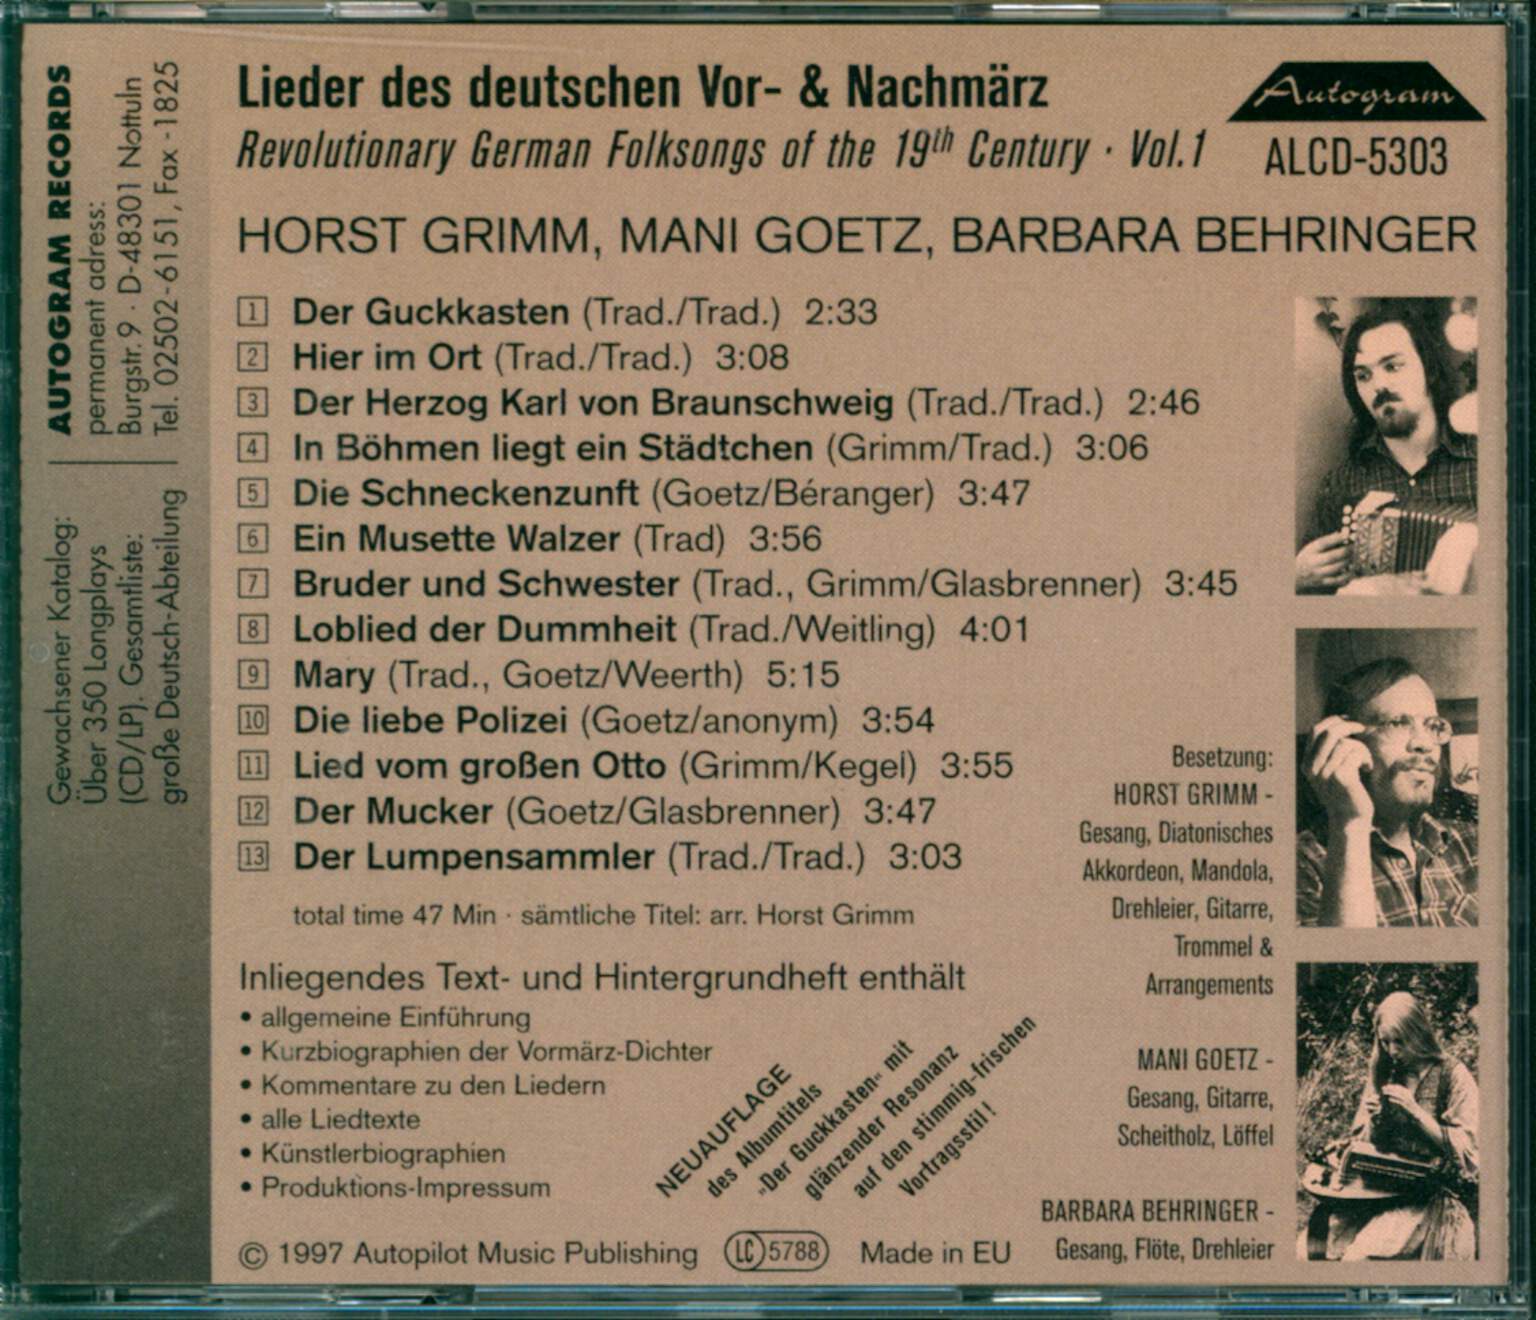 Lieder des deutschen Vor- & Nachmärz
Revolutionary German Folksongs of the 19th Century · Vol.1
Autogram
ALCD-5303
HORST GRIMM, MANI GOETZ, BARBARA BEHRINGER
1 Der Guckkasten (Trad./Trad.) 2:33
2 Hier im Ort (Trad./Trad.) 3:08
3 Der Herzog Karl von Braunschweig (Trad./Trad.) 2:46
4 In Böhmen liegt ein Städtchen (Grimm/Trad.) 3:06
5 Die Schneckenzunft (Goetz/Béranger) 3:47
6 Ein Musette Walzer (Trad) 3:56
7 Bruder und Schwester (Trad., Grimm/Glasbrenner) 3:45
8 Loblied der Dummheit (Trad./Weitling) 4:01
9 Mary (Trad., Goetz/Weerth) 5:15
10 Die liebe Polizei (Goetz/anonym) 3:54
11 Lied vom großen Otto (Grimm/Kegel) 3:55
12 Der Mucker (Goetz/Glasbrenner) 3:47
13 Der Lumpensammler (Trad./Trad.) 3:03
total time 47 Min · sämtliche Titel: arr. Horst Grimm
Inliegendes Text- und Hintergrundheft enthält
• allgemeine Einführung
• Kurzbiographien der Vormärz-Dichter
• Kommentare zu den Liedern
• alle Liedtexte
• Künstlerbiographien
• Produktions-Impressum
NEUAUFLAGE
des Albumtitels
„Der Guckkasten“ mit
glänzender Resonanz
auf den stimmig-frischen
Vortragsstil!
Besetzung:
HORST GRIMM -
Gesang, Diatonisches
Akkordeon, Mandola,
Drehleier, Gitarre,
Trommel &
Arrangements
MANI GOETZ -
Gesang, Gitarre,
Scheitholz, Löffel
BARBARA BEHRINGER -
Gesang, Flöte, Drehleier
© 1997 Autopilot Music Publishing LC 5788 Made in EU
AUTOGRAM RECORDS
permanent adress:
Burgstr. 9 · D-48301 Nottuln
Tel. 02502-6151, Fax -1825
Gewachsener Katalog:
Über 350 Longplays
(CD/LP). Gesamtliste:
große Deutsch-Abteilung